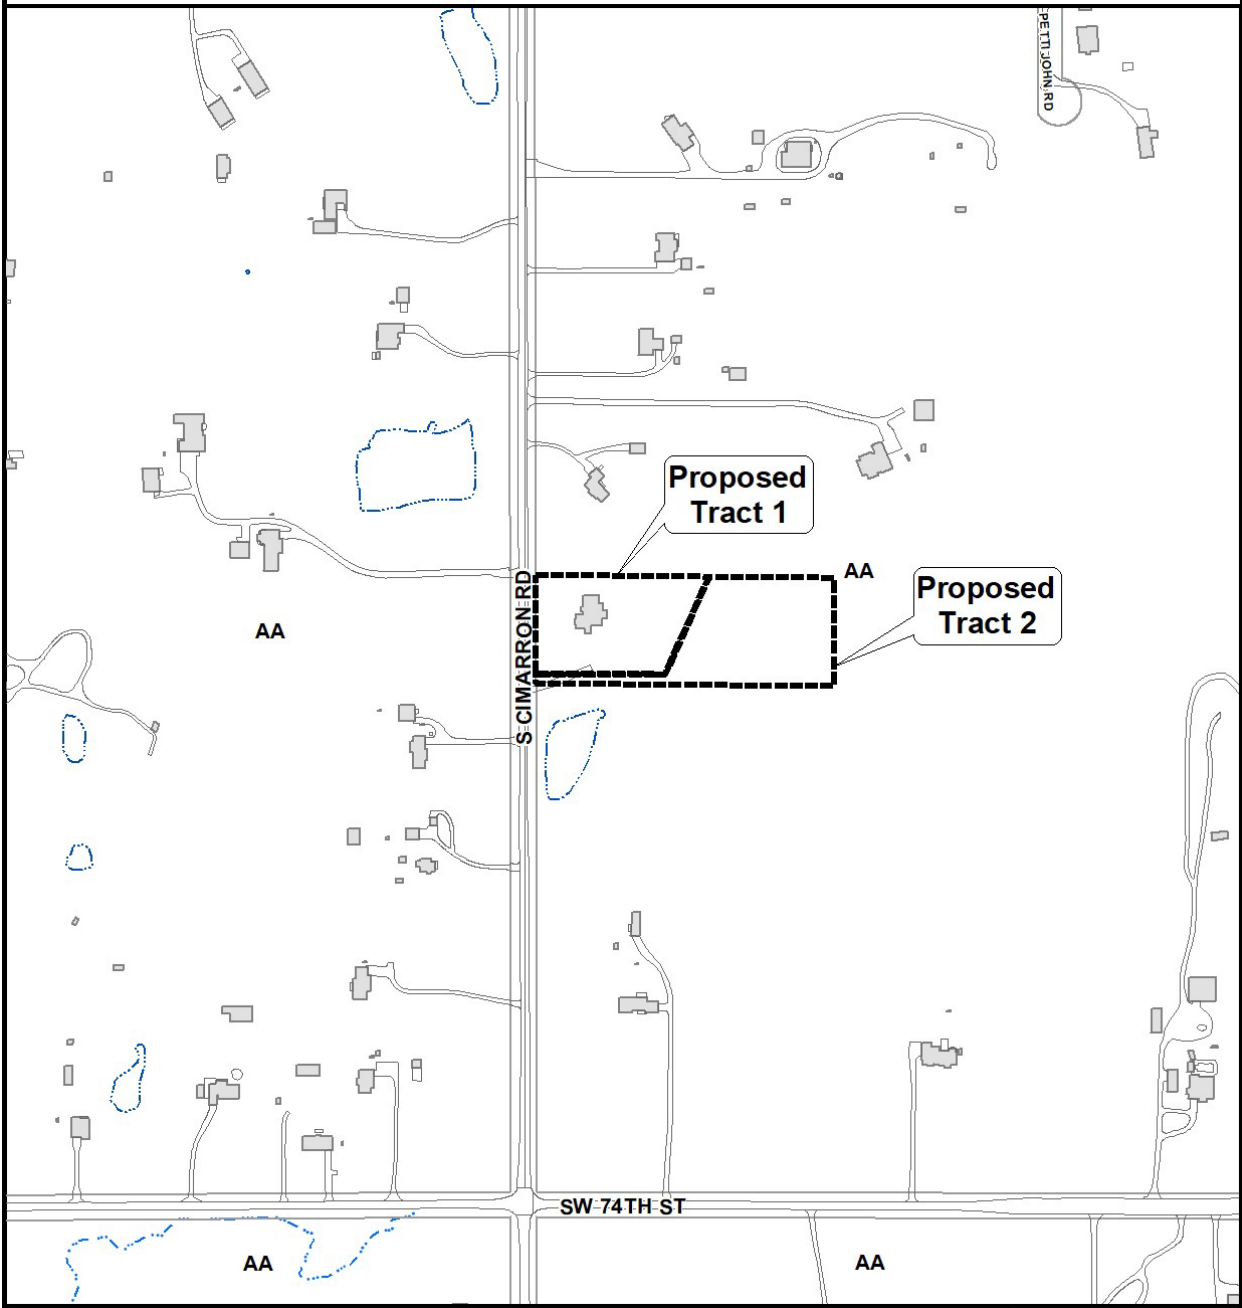 PETTIJOHN RD
Proposed
Tract 1
AA
Proposed
Tract 2
AA
S CIMARRON RD
SW 74TH ST
AA
AA